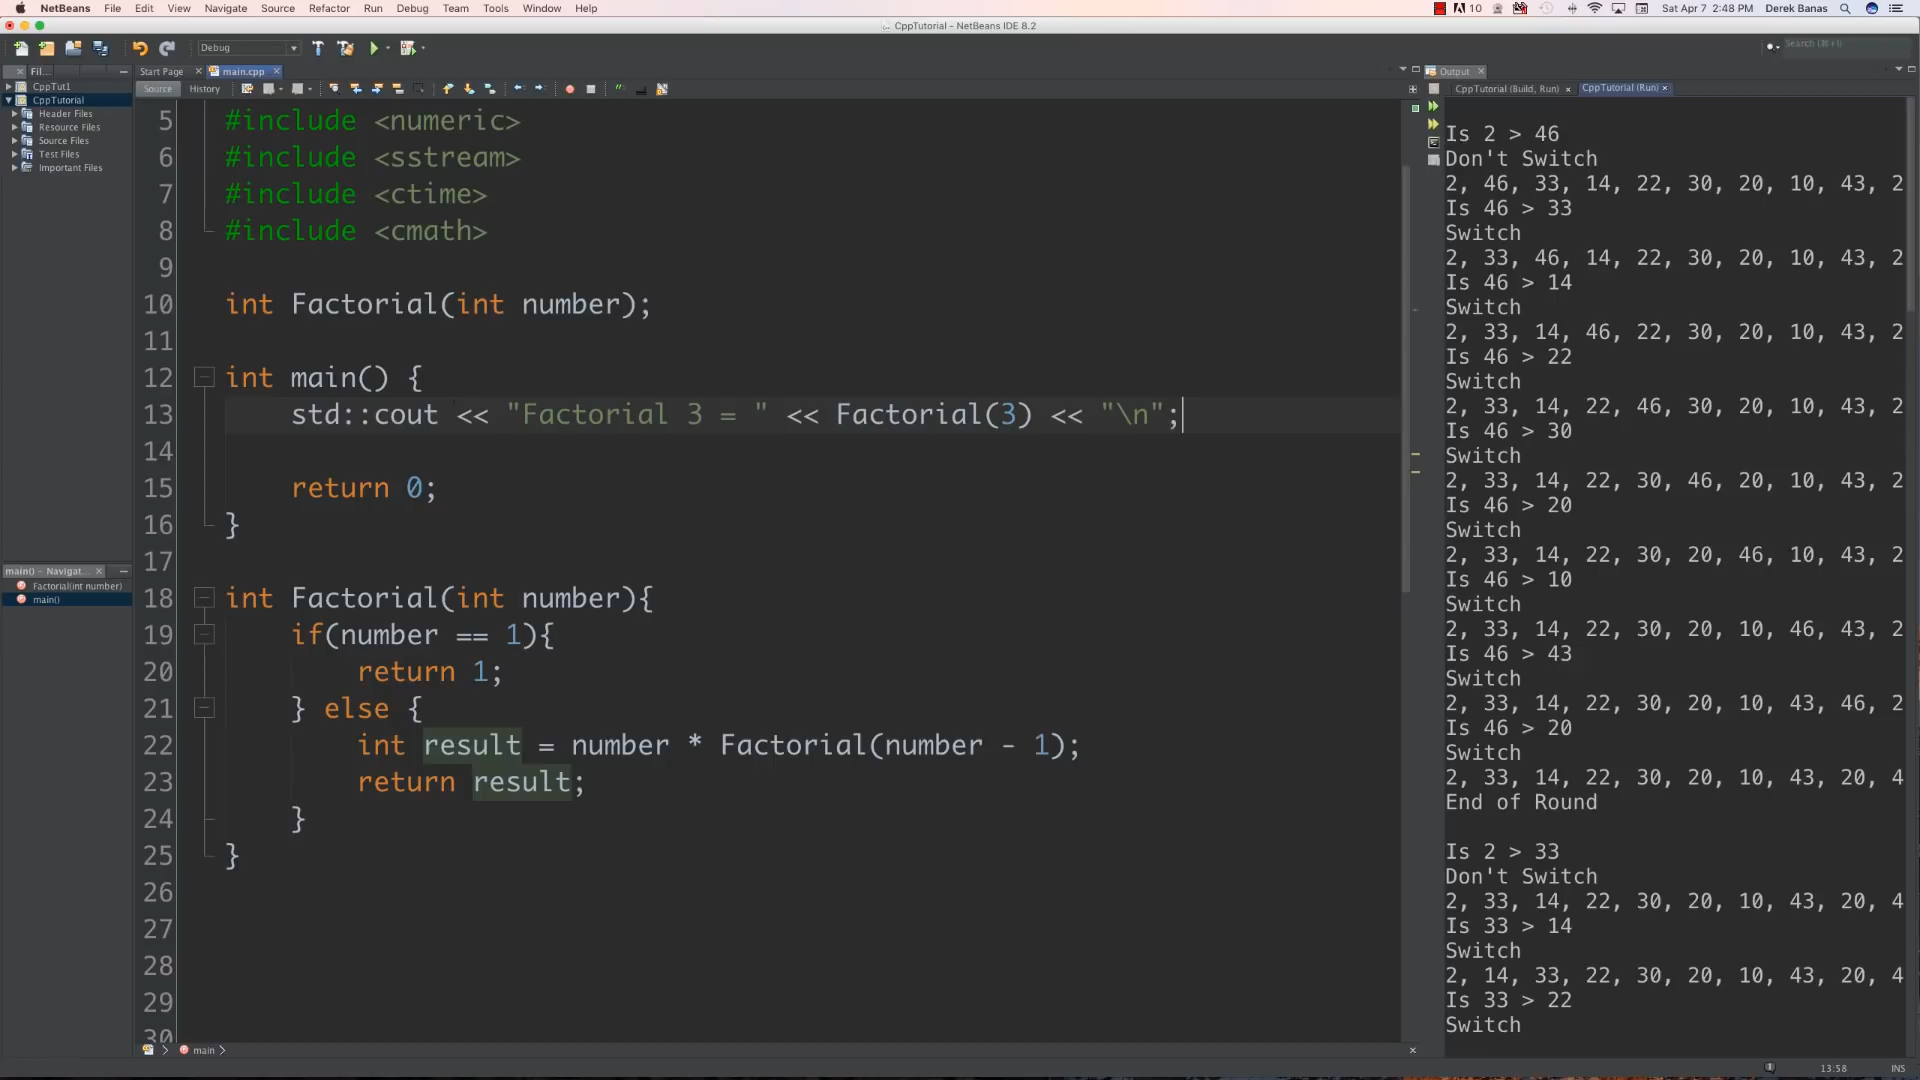 NetBeans File Edit View Navigate Source Refactor Run Debug Team Tools Window Help
10 Sat Apr 7 2:48 PM Derek Banas
CppTutorial - NetBeans IDE 8.2
Debug
Search (⌘+I)
Fil...
CppTut1
CppTutorial
Header Files
Resource Files
Source Files
Test Files
Important Files
main() - Navigat...
Factorial(int number)
main()
Start Page main.cpp
Source History
5 #include <numeric>
6 #include <sstream>
7 #include <ctime>
8 #include <cmath>
9
10 int Factorial(int number);
11
12 int main() {
13 std::cout << "Factorial 3 = " << Factorial(3) << "\n";
14
15 return 0;
16 }
17
18 int Factorial(int number){
19 if(number == 1){
20 return 1;
21 } else {
22 int result = number * Factorial(number - 1);
23 return result;
24 }
25 }
26
27
28
29
30
main
Output
CppTutorial (Build, Run) CppTutorial (Run)
Is 2 > 46
Don't Switch
2, 46, 33, 14, 22, 30, 20, 10, 43, 2
Is 46 > 33
Switch
2, 33, 46, 14, 22, 30, 20, 10, 43, 2
Is 46 > 14
Switch
2, 33, 14, 46, 22, 30, 20, 10, 43, 2
Is 46 > 22
Switch
2, 33, 14, 22, 46, 30, 20, 10, 43, 2
Is 46 > 30
Switch
2, 33, 14, 22, 30, 46, 20, 10, 43, 2
Is 46 > 20
Switch
2, 33, 14, 22, 30, 20, 46, 10, 43, 2
Is 46 > 10
Switch
2, 33, 14, 22, 30, 20, 10, 46, 43, 2
Is 46 > 43
Switch
2, 33, 14, 22, 30, 20, 10, 43, 46, 2
Is 46 > 20
Switch
2, 33, 14, 22, 30, 20, 10, 43, 20, 4
End of Round
Is 2 > 33
Don't Switch
2, 33, 14, 22, 30, 20, 10, 43, 20, 4
Is 33 > 14
Switch
2, 14, 33, 22, 30, 20, 10, 43, 20, 4
Is 33 > 22
Switch
13:58 INS